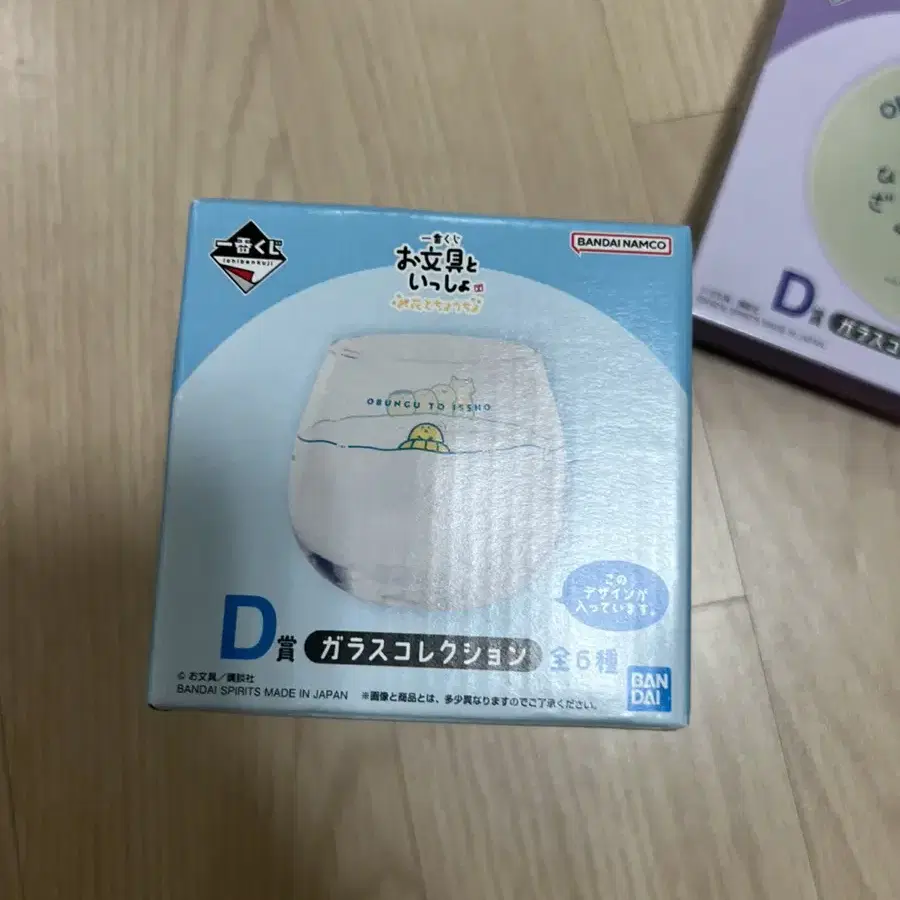 一番くじ
ichibankuji
一番くじ
お文具と
いっしょ
BANDAI NAMCO
OBUNGU TO ISSHO
この
デザインが
入っています。
D賞 ガラスコレクション 全6種
© お文具/講談社
BANDAI SPIRITS MADE IN JAPAN ※画像と商品とは、多少異なりますのでご了承ください。
BAN
DAI
D賞
MADE IN JAPAN